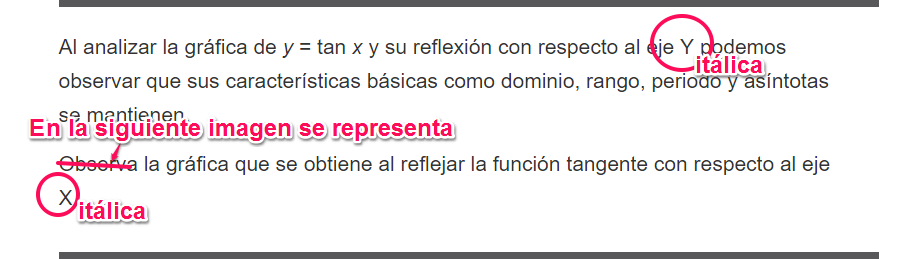 Al analizar la gráfica de y = tan x y su reflexión con respecto al eje Y podemos
itálica
observar que sus características básicas como dominio, rango, periodo y asíntotas
se mantienen.
En la siguiente imagen se representa
Observa la gráfica que se obtiene al reflejar la función tangente con respecto al eje
X
itálica